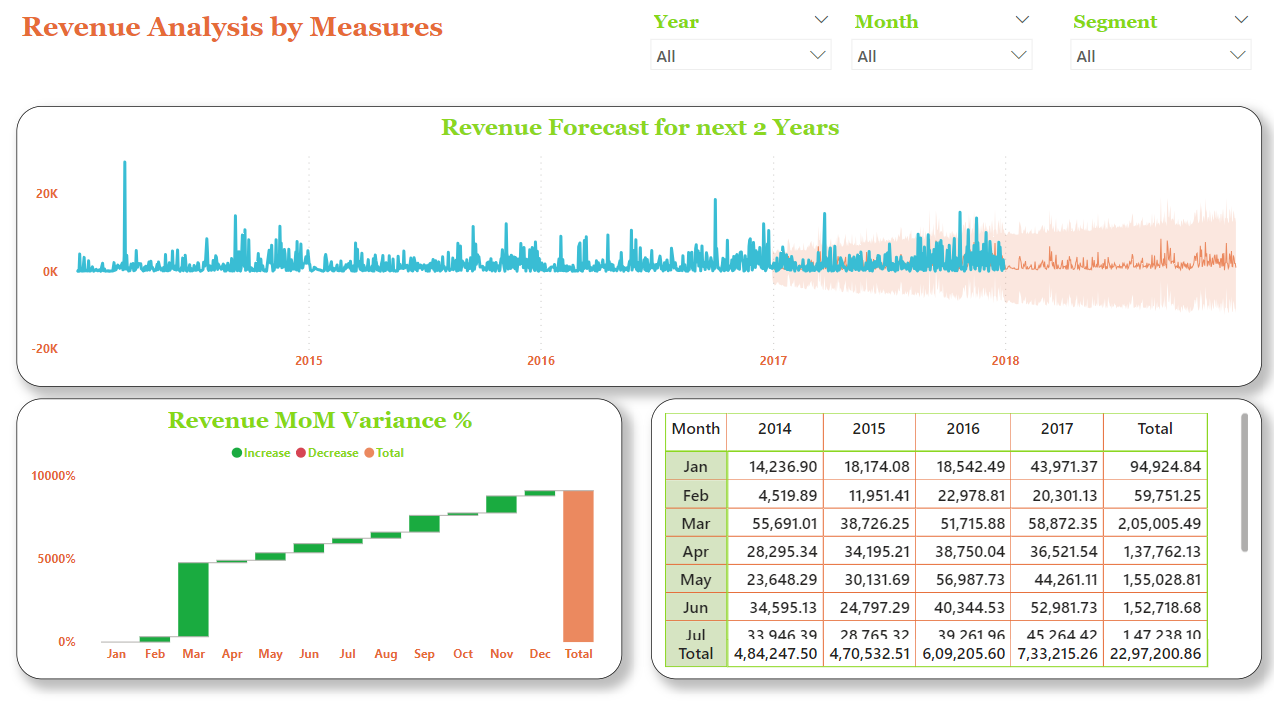 Revenue Analysis by Measures
Year Month Segment
All All All
Revenue Forecast for next 2 Years
20K
0K
-20K
2015 2016 2017 2018
Revenue MoM Variance %
Increase Decrease Total
10000%
5000%
0%
Jan Feb Mar Apr May Jun Jul Aug Sep Oct Nov Dec Total
Month 2014 2015 2016 2017 Total
Jan 14,236.90 18,174.08 18,542.49 43,971.37 94,924.84
Feb 4,519.89 11,951.41 22,978.81 20,301.13 59,751.25
Mar 55,691.01 38,726.25 51,715.88 58,872.35 2,05,005.49
Apr 28,295.34 34,195.21 38,750.04 36,521.54 1,37,762.13
May 23,648.29 30,131.69 56,987.73 44,261.11 1,55,028.81
Jun 34,595.13 24,797.29 40,344.53 52,981.73 1,52,718.68
Jul 33,946.39 28,765.32 39,261.96 45,264.42 1,47,238.10
Total 4,84,247.50 4,70,532.51 6,09,205.60 7,33,215.26 22,97,200.86